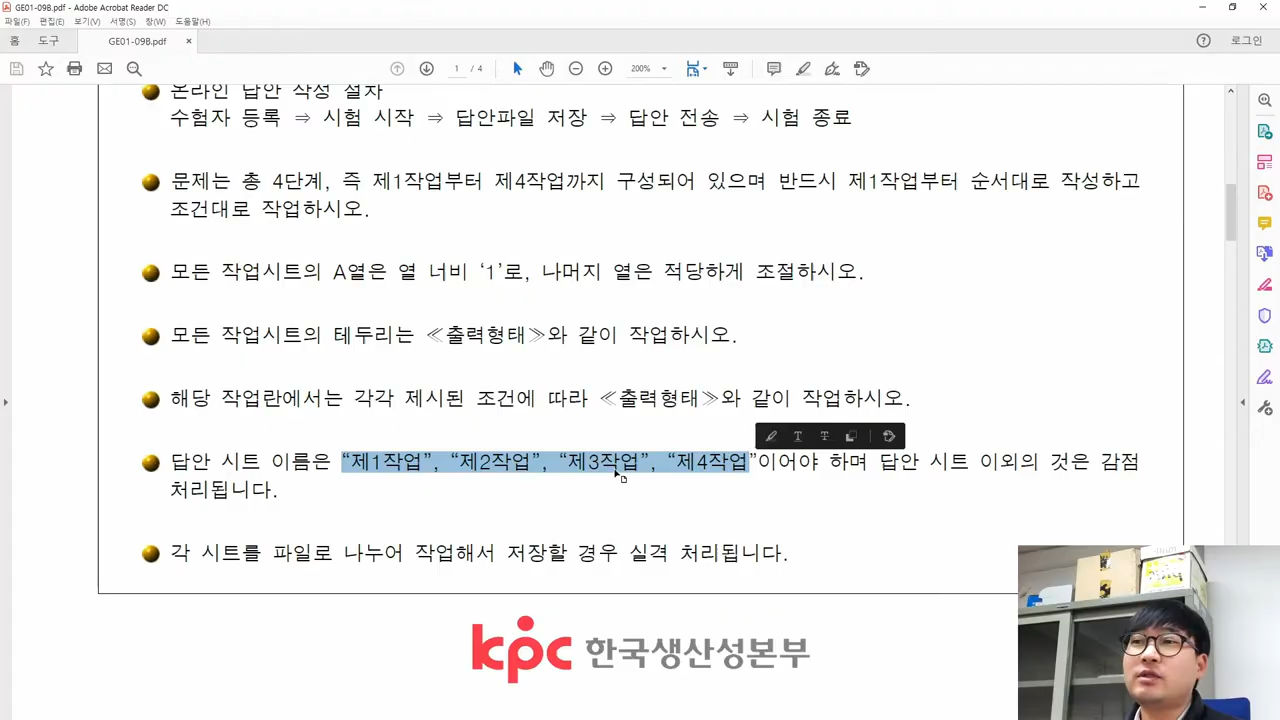 GE01-09B.pdf - Adobe Acrobat Reader DC
파일(F) 편집(E) 보기(V) 서명(S) 창(W) 도움말(H)
홈 도구 GE01-09B.pdf × 로그인
1 / 4 200%
온라인 답안 작성 절차
수험자 등록 ⇒ 시험 시작 ⇒ 답안파일 저장 ⇒ 답안 전송 ⇒ 시험 종료
문제는 총 4단계, 즉 제1작업부터 제4작업까지 구성되어 있으며 반드시 제1작업부터 순서대로 작성하고
조건대로 작업하시오.
모든 작업시트의 A열은 열 너비 ‘1’로, 나머지 열은 적당하게 조절하시오.
모든 작업시트의 테두리는 ≪출력형태≫와 같이 작업하시오.
해당 작업란에서는 각각 제시된 조건에 따라 ≪출력형태≫와 같이 작업하시오.
답안 시트 이름은 “제1작업”, “제2작업”, “제3작업”, “제4작업”이어야 하며 답안 시트 이외의 것은 감점
처리됩니다.
각 시트를 파일로 나누어 작업해서 저장할 경우 실격 처리됩니다.
kpc 한국생산성본부